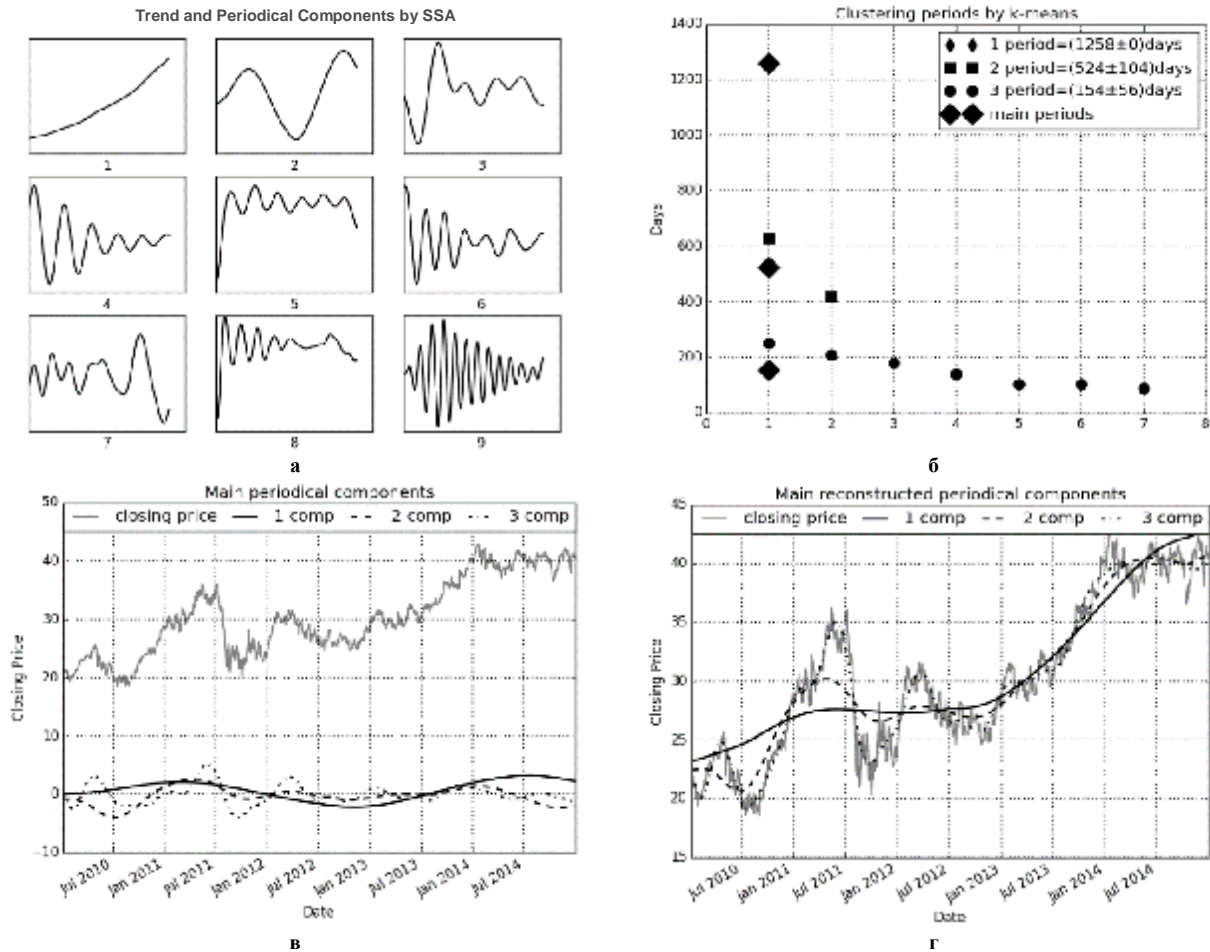 Trend and Periodical Components by SSA
1
2
3
4
5
6
7
8
9
а
Clustering periods by k-means
1 period=(1258±0)days
2 period=(524±104)days
3 period=(154±56)days
main periods
1400
1200
1000
800
600
400
200
0
Days
0 1 2 3 4 5 6 7 8
б
Main periodical components
closing price 1 comp 2 comp 3 comp
50
40
30
20
10
0
−10
Closing Price
Jul 2010 Jan 2011 Jul 2011 Jan 2012 Jul 2012 Jan 2013 Jul 2013 Jan 2014 Jul 2014
Date
в
Main reconstructed periodical components
closing price 1 comp 2 comp 3 comp
45
40
35
30
25
20
15
Closing Price
Jul 2010 Jan 2011 Jul 2011 Jan 2012 Jul 2012 Jan 2013 Jul 2013 Jan 2014 Jul 2014
Date
г